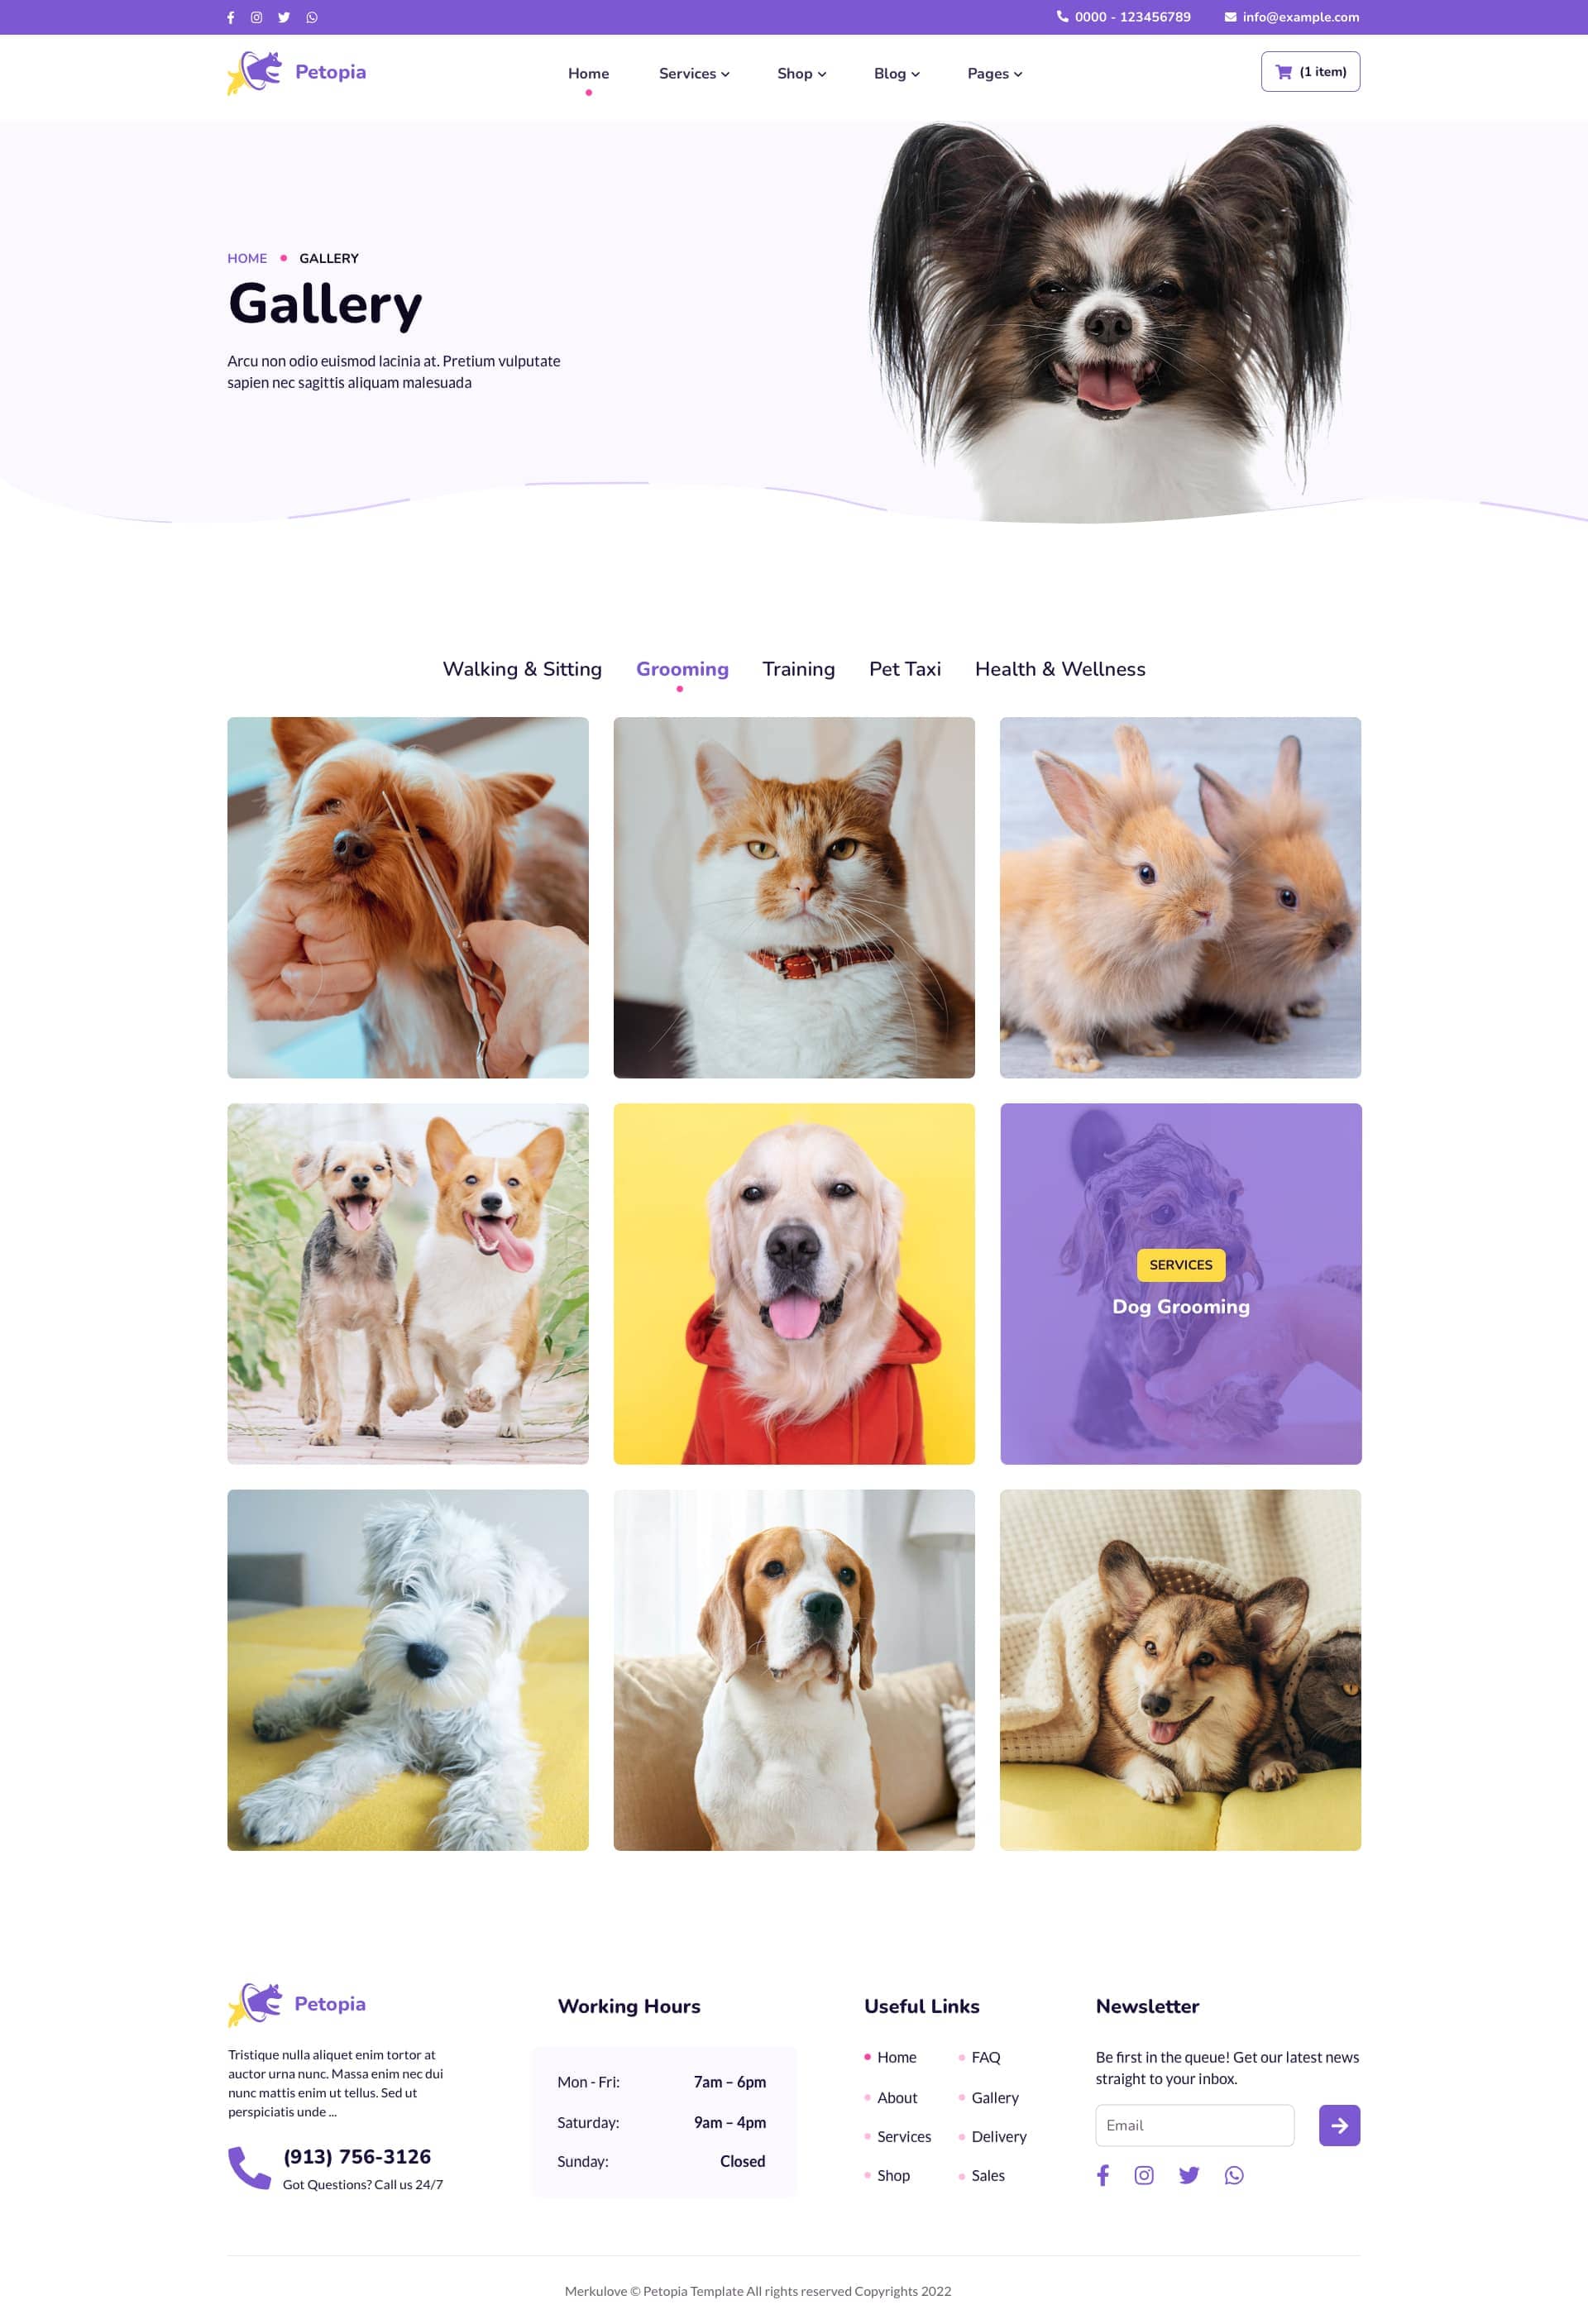 0000 - 123456789
info@example.com
Petopia
Home
Services
Shop
Blog
Pages
(1 item)
HOME
GALLERY
Gallery
Arcu non odio euismod lacinia at. Pretium vulputate
sapien nec sagittis aliquam malesuada
Walking & Sitting
Grooming
Training
Pet Taxi
Health & Wellness
SERVICES
Dog Grooming
Petopia
Tristique nulla aliquet enim tortor at
auctor urna nunc. Massa enim nec dui
nunc mattis enim ut tellus. Sed ut
perspiciatis unde ...
(913) 756-3126
Got Questions? Call us 24/7
Working Hours
Mon - Fri: 7am – 6pm
Saturday: 9am – 4pm
Sunday: Closed
Useful Links
Home
About
Services
Shop
FAQ
Gallery
Delivery
Sales
Newsletter
Be first in the queue! Get our latest news
straight to your inbox.
Email
Merkulove © Petopia Template All rights reserved Copyrights 2022